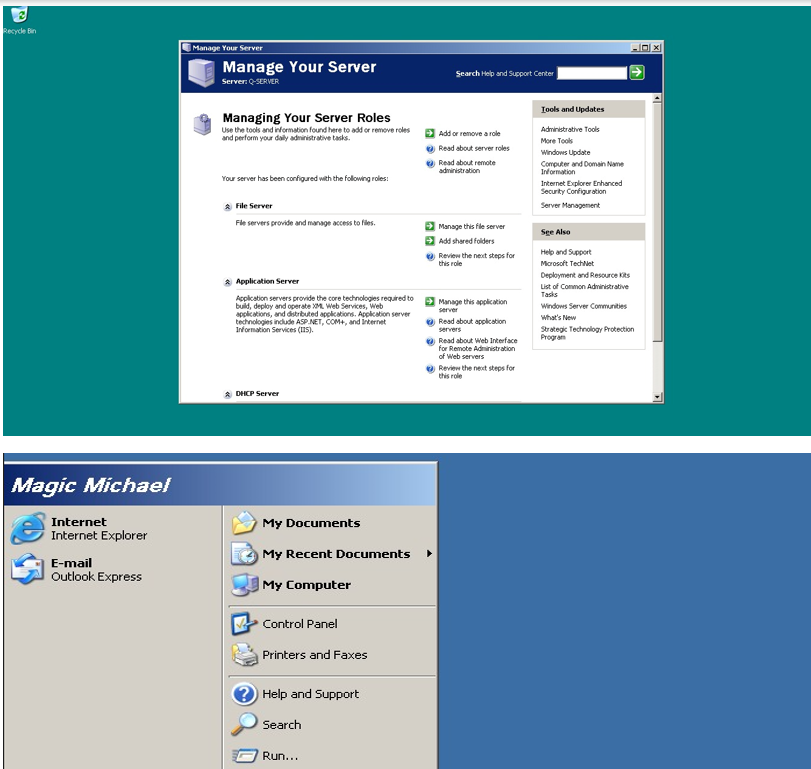 Recycle Bin
Manage Your Server
Manage Your Server
Server: Q-SERVER
Search Help and Support Center
Managing Your Server Roles
Use the tools and information found here to add or remove roles
and perform your daily administrative tasks.
Your server has been configured with the following roles:
Add or remove a role
Read about server roles
Read about remote
administration
File Server
File servers provide and manage access to files.
Manage this file server
Add shared folders
Review the next steps for
this role
Application Server
Application servers provide the core technologies required to
build, deploy and operate XML Web Services, Web
applications, and distributed applications. Application server
technologies include ASP.NET, COM+, and Internet
Information Services (IIS).
Manage this application
server
Read about application
servers
Read about Web Interface
for Remote Administration
of Web servers
Review the next steps for
this role
DHCP Server
Tools and Updates
Administrative Tools
More Tools
Windows Update
Computer and Domain Name
Information
Internet Explorer Enhanced
Security Configuration
Server Management
See Also
Help and Support
Microsoft TechNet
Deployment and Resource Kits
List of Common Administrative
Tasks
Windows Server Communities
What's New
Strategic Technology Protection
Program
Magic Michael
Internet
Internet Explorer
E-mail
Outlook Express
My Documents
My Recent Documents
My Computer
Control Panel
Printers and Faxes
Help and Support
Search
Run...